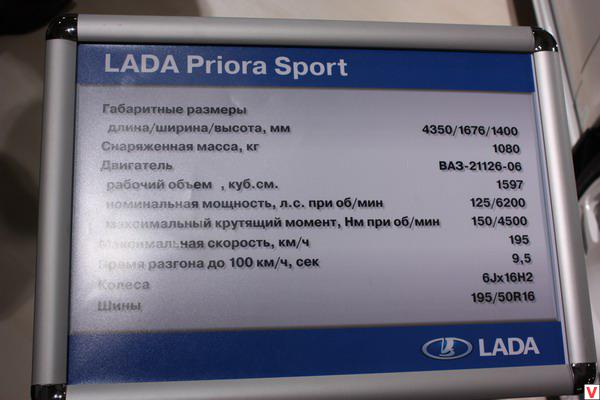 LADA Priora Sport
Габаритные размеры
длина/ширина/высота, мм 4350/1676/1400
Снаряженная масса, кг 1080
Двигатель ВАЗ-21126-06
рабочий объем , куб.см. 1597
номинальная мощность, л.с. при об/мин 125/6200
максимальный крутящий момент, Нм при об/мин 150/4500
Максимальная скорость, км/ч 195
Время разгона до 100 км/ч, сек 9,5
Колеса 6Jx16H2
Шины 195/50R16
LADA
V